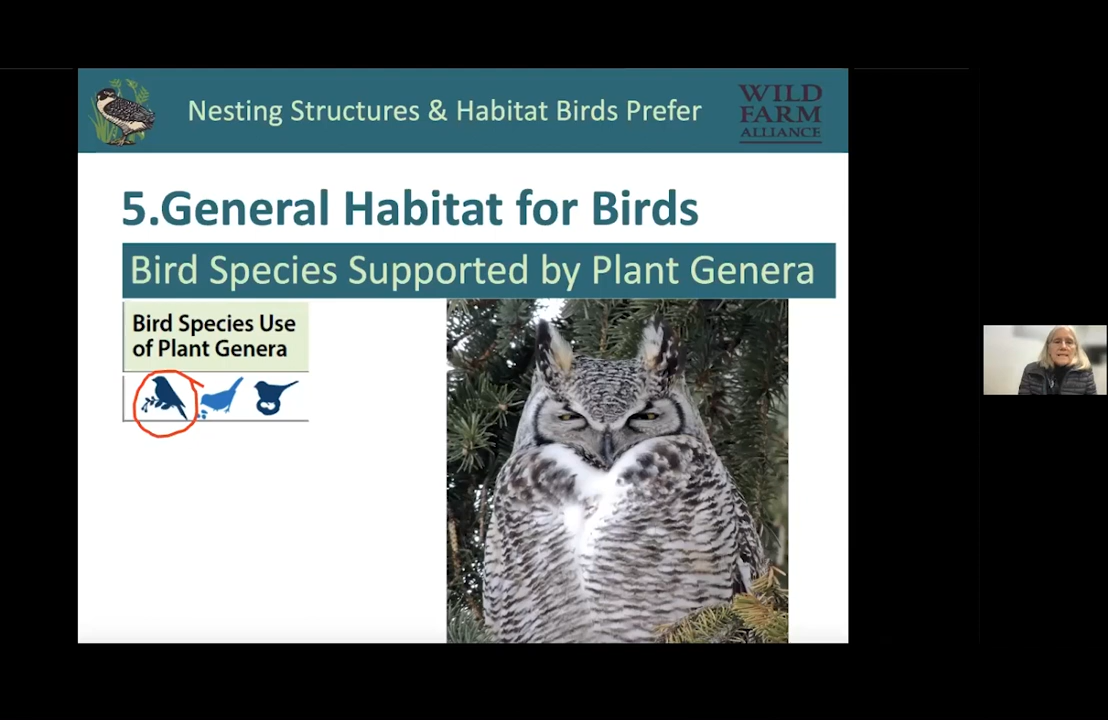 Nesting Structures & Habitat Birds Prefer
WILD
FARM
ALLIANCE
5.General Habitat for Birds
Bird Species Supported by Plant Genera
Bird Species Use
of Plant Genera